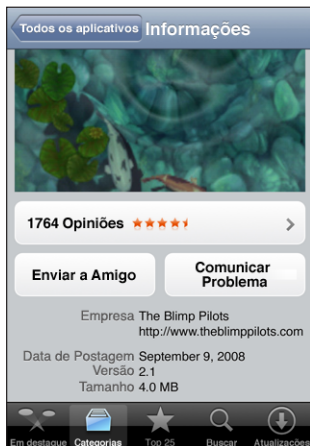 Todos os aplicativos Informações
1764 Opiniões
Enviar a Amigo
Comunicar
Problema
Empresa The Blimp Pilots
http://www.theblimppilots.com
Data de Postagem September 9, 2008
Versão 2.1
Tamanho 4.0 MB
Em destaque Categorias Top 25 Buscar Atualizações